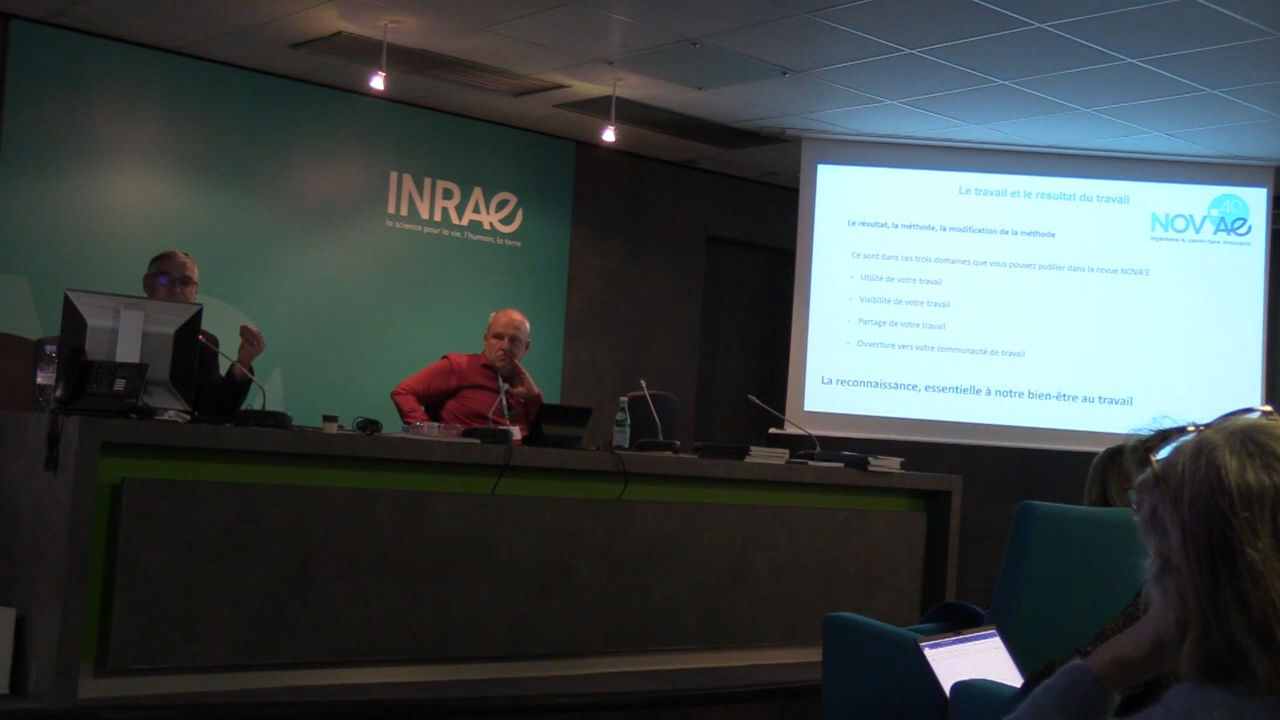 INRAE
la science pour la vie, l'humain, la terre
Le travail et le résultat du travail
40
NOV'AE
Ingénierie & savoir-faire innovants
Le résultat, la méthode, la modification de la méthode
Ce sont dans ces trois domaines que vous pouvez publier dans la revue NOVA'E
- Utilité de votre travail
- Visibilité de votre travail
- Partage de votre travail
- Ouverture vers votre communauté de travail
La reconnaissance, essentielle à notre bien-être au travail